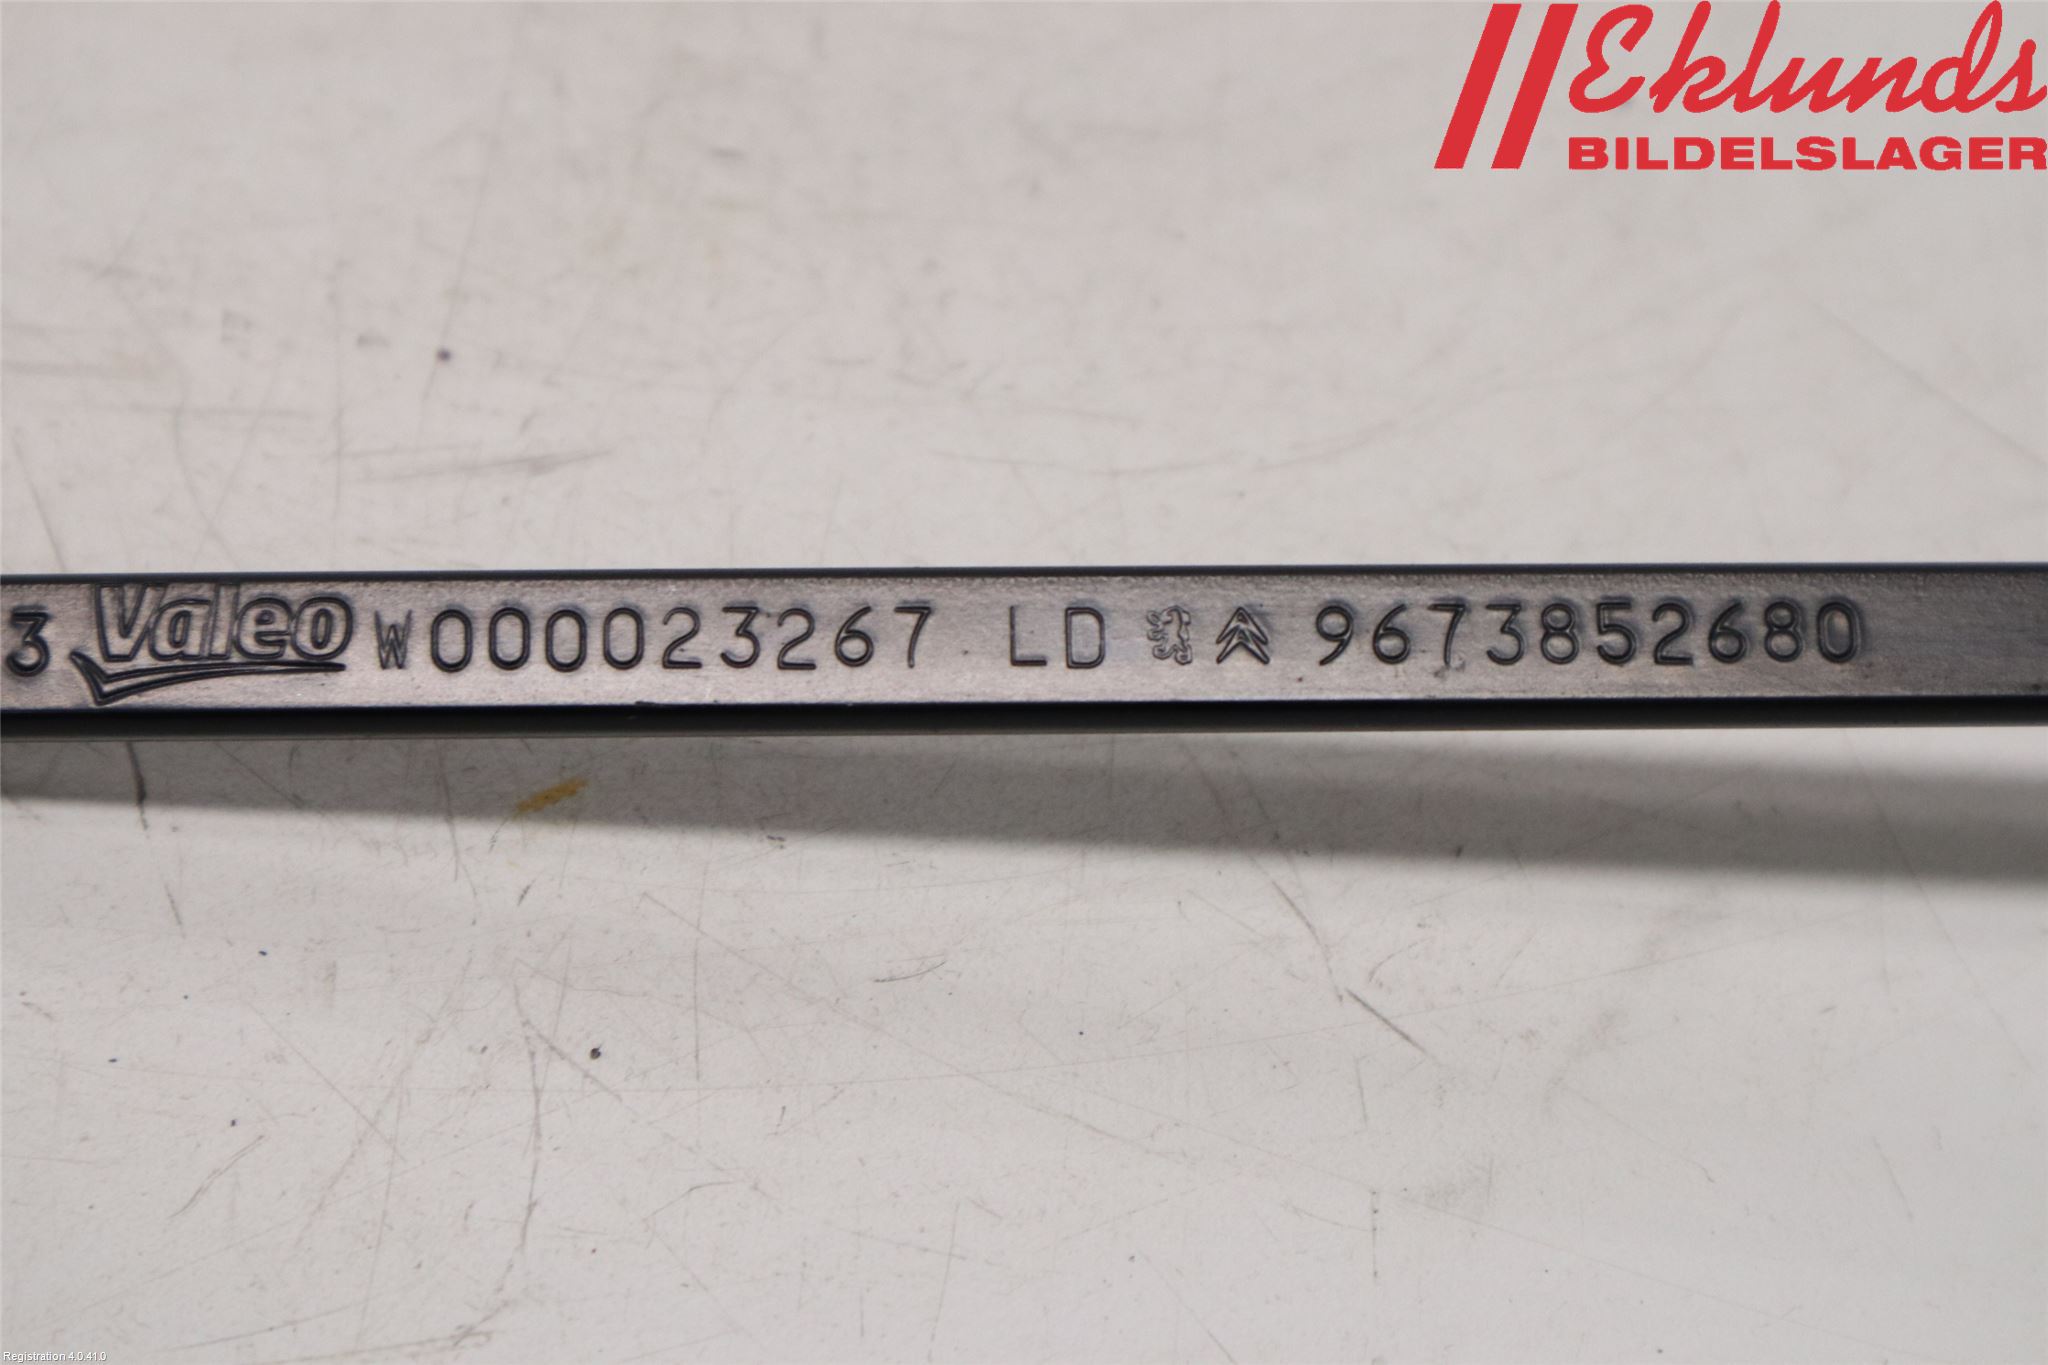 Eklunds
BILDELSLAGER
3 Valeo W000023267 LD 9673852680
Registration 4.0.41.0